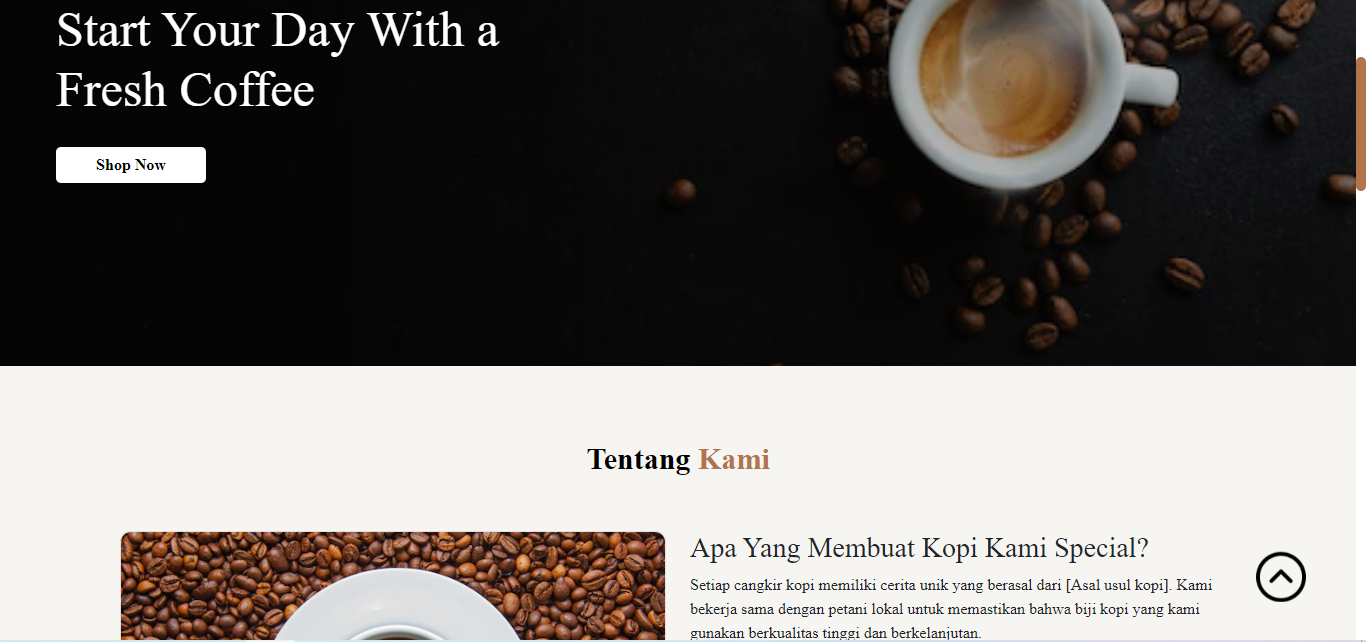 Start Your Day With a
Fresh Coffee
Shop Now
Tentang Kami
Apa Yang Membuat Kopi Kami Special?
Setiap cangkir kopi memiliki cerita unik yang berasal dari [Asal usul kopi]. Kami
bekerja sama dengan petani lokal untuk memastikan bahwa biji kopi yang kami
gunakan berkualitas tinggi dan berkelanjutan.